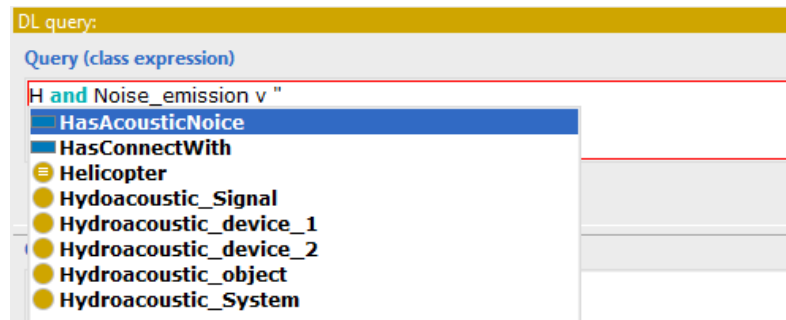 DL query:
Query (class expression)
H and Noise_emission v "
HasAcousticNoice
HasConnectWith
Helicopter
Hydoacoustic_Signal
Hydroacoustic_device_1
Hydroacoustic_device_2
Hydroacoustic_object
Hydroacoustic_System